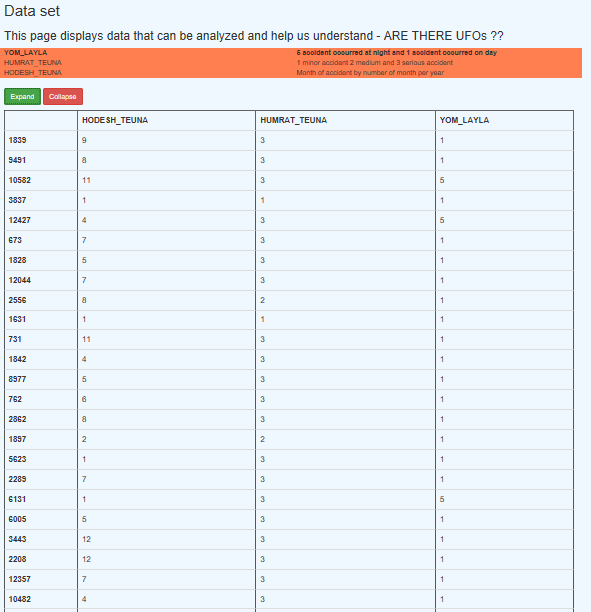 Data set
This page displays data that can be analyzed and help us understand - ARE THERE UFOs ??
YOM_LAYLA 5 accident occurred at night and 1 accident occurred on day
HUMRAT_TEUNA 1 minor accident 2 medium and 3 serious accident
HODESH_TEUNA Month of accident by number of month per year
Expand Collapse
HODESH_TEUNA HUMRAT_TEUNA YOM_LAYLA
1839 9 3 1
9491 8 3 1
10582 11 3 5
3837 1 1 1
12427 4 3 5
673 7 3 1
1828 5 3 1
12044 7 3 1
2556 8 2 1
1631 1 1 1
731 11 3 1
1842 4 3 1
8977 5 3 1
762 6 3 1
2862 8 3 1
1897 2 2 1
5623 1 3 1
2289 7 3 1
6131 1 3 5
6005 5 3 1
3443 12 3 1
2208 12 3 1
12357 7 3 1
10482 4 3 1